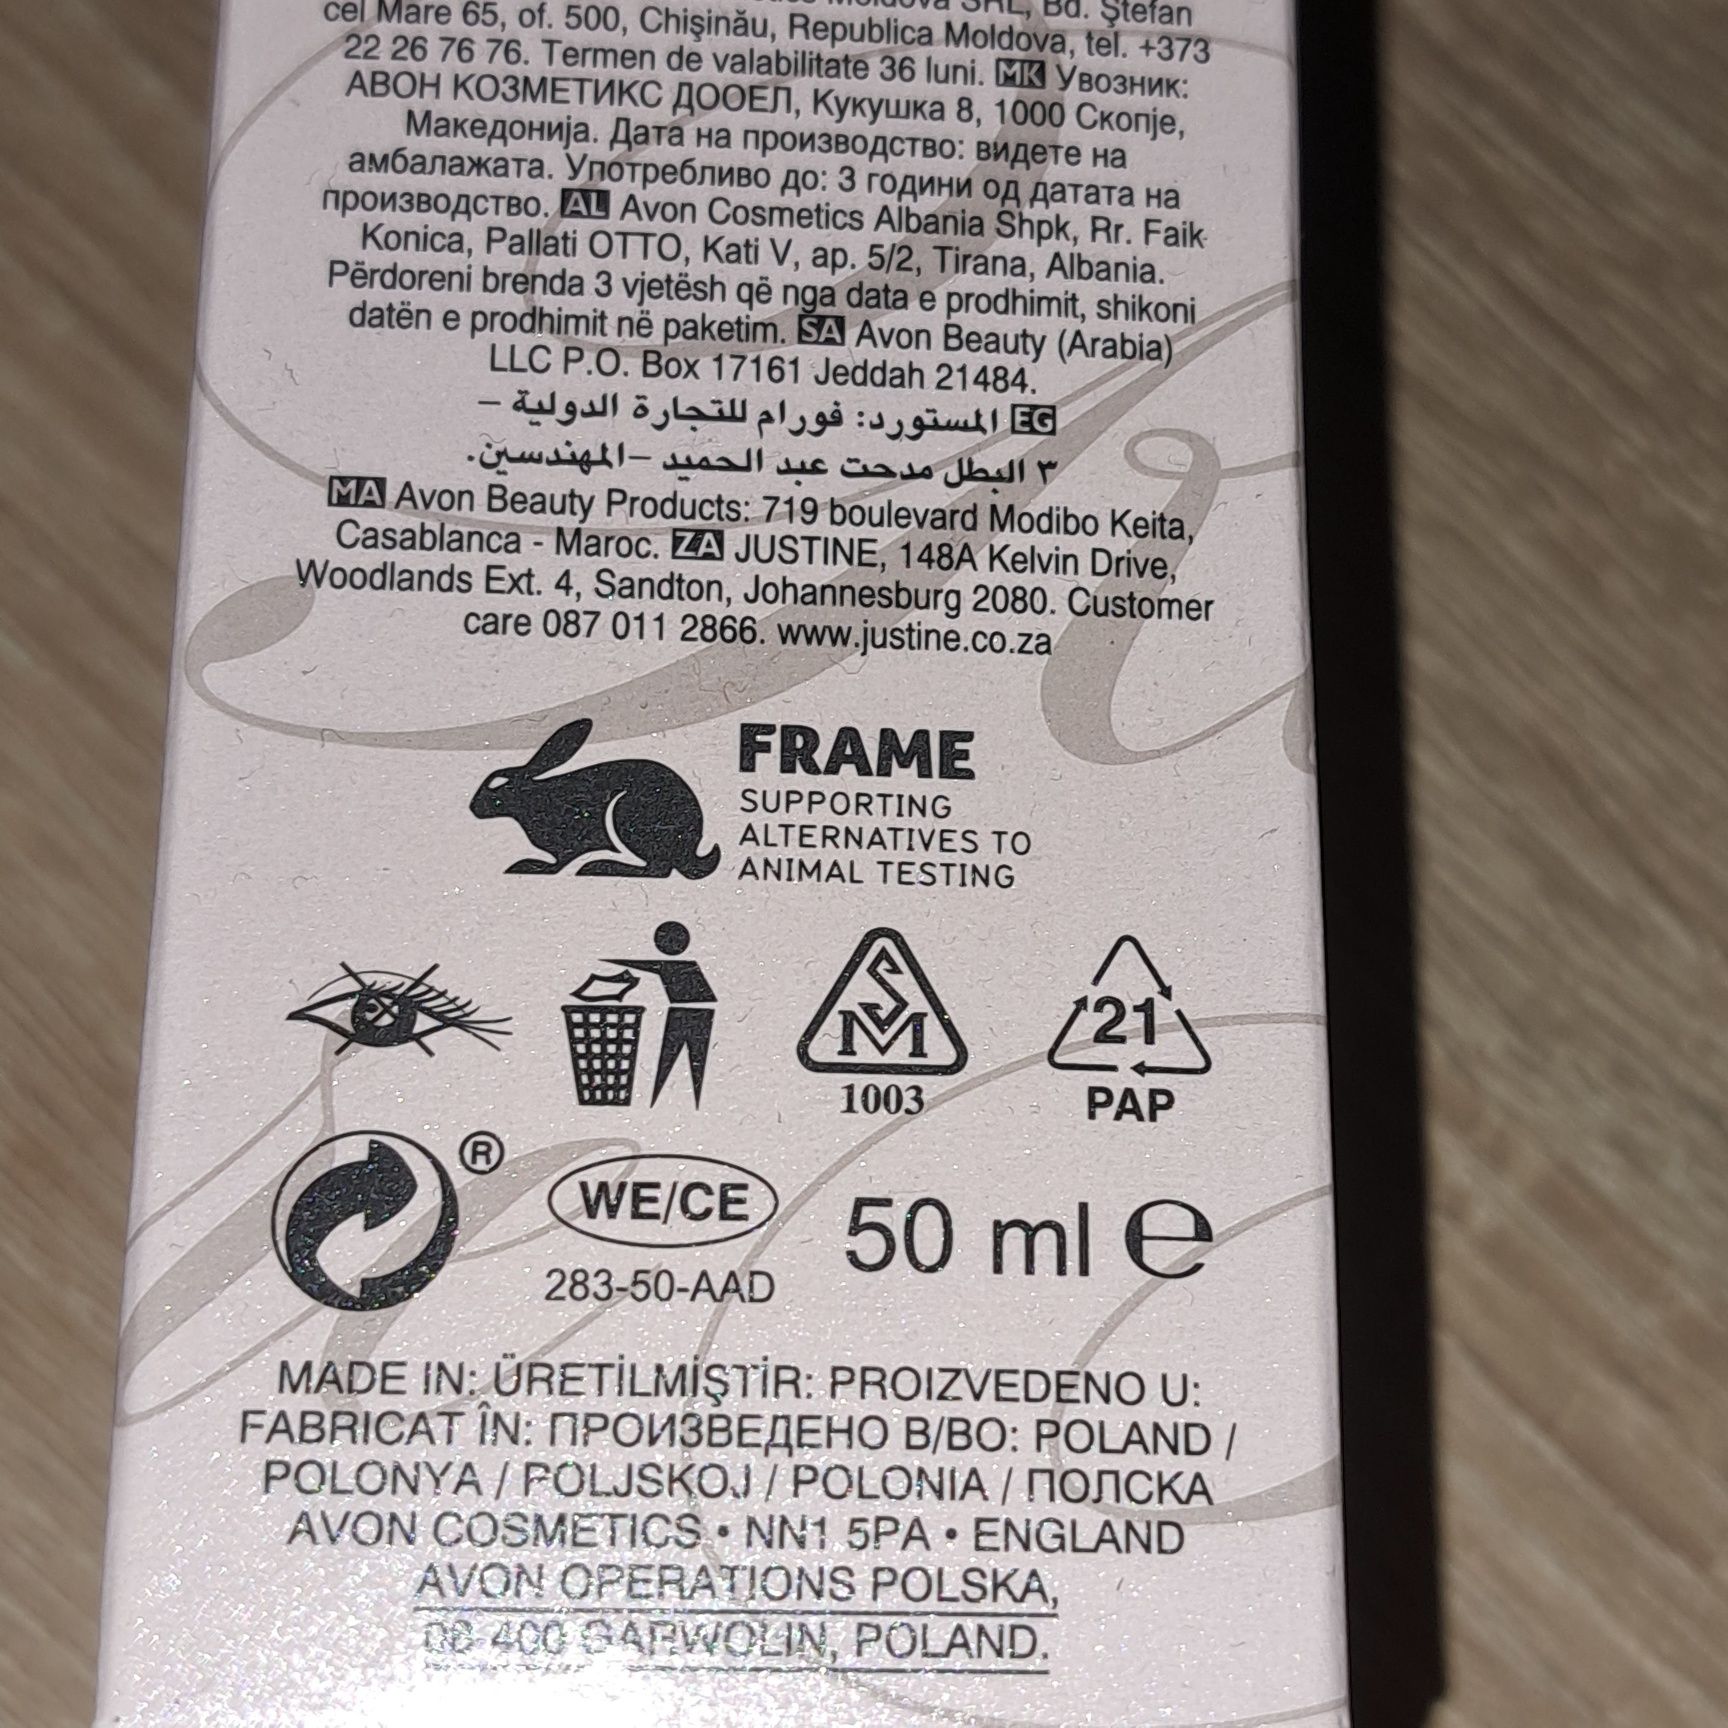 SRL, Bd. Ştefan
cel Mare 65, of. 500, Chişinău, Republica Moldova, tel. +373
22 26 76 76. Termen de valabilitate 36 luni. MK Увозник:
АВОН КОЗМЕТИКС ДООЕЛ, Кукушка 8, 1000 Скопје,
Македонија. Дата на производство: видете на
амбалажата. Употребливо до: 3 години од датата на
производство. AL Avon Cosmetics Albania Shpk, Rr. Faik
Konica, Pallati OTTO, Kati V, ap. 5/2, Tirana, Albania.
Përdoreni brenda 3 vjetësh që nga data e prodhimit, shikoni
datën e prodhimit në paketim. SA Avon Beauty (Arabia)
LLC P.O. Box 17161 Jeddah 21484.
EG المستورد: فورام للتجارة الدولية –
٣ البطل مدحت عبد الحميد –المهندسين.
MA Avon Beauty Products: 719 boulevard Modibo Keita,
Casablanca - Maroc. ZA JUSTINE, 148A Kelvin Drive,
Woodlands Ext. 4, Sandton, Johannesburg 2080. Customer
care 087 011 2866. www.justine.co.za
FRAME
SUPPORTING
ALTERNATIVES TO
ANIMAL TESTING
SM
1003
21
PAP
®
WE/CE
283-50-AAD
50 ml e
MADE IN: ÜRETİLMİŞTİR: PROIZVEDENO U:
FABRICAT ÎN: ПРОИЗВЕДЕНО В/ВО: POLAND /
POLONYA / POLJSKOJ / POLONIA / ПОЛСКА
AVON COSMETICS • NN1 5PA • ENGLAND
AVON OPERATIONS POLSKA,
08-400 GARWOLIN, POLAND.